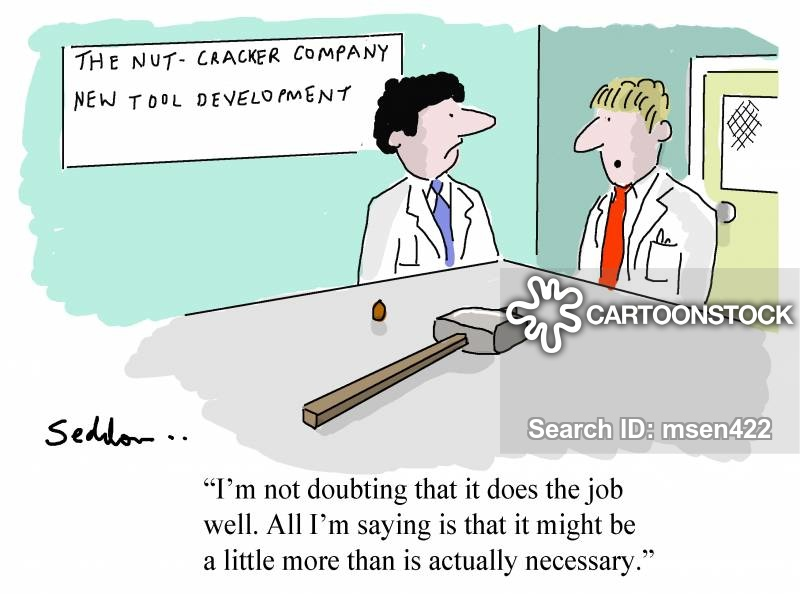 THE NUT-CRACKER COMPANY
NEW TOOL DEVELOPMENT
CARTOONSTOCK
Search ID: msen422
Seddon ..
“I’m not doubting that it does the job
well. All I’m saying is that it might be
a little more than is actually necessary.”